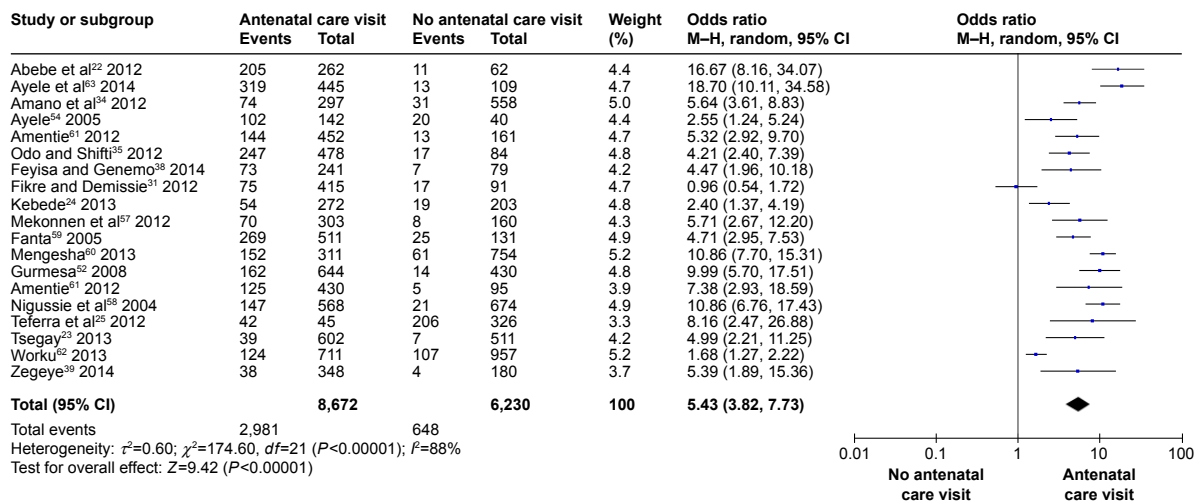 Study or subgroup Antenatal care visit No antenatal care visit Weight Odds ratio Odds ratio
Events Total Events Total (%) M–H, random, 95% CI M–H, random, 95% CI
Abebe et al²² 2012 205 262 11 62 4.4 16.67 (8.16, 34.07)
Ayele et al⁶³ 2014 319 445 13 109 4.7 18.70 (10.11, 34.58)
Amano et al³⁴ 2012 74 297 31 558 5.0 5.64 (3.61, 8.83)
Ayele⁵⁴ 2005 102 142 20 40 4.4 2.55 (1.24, 5.24)
Amentie⁶¹ 2012 144 452 13 161 4.7 5.32 (2.92, 9.70)
Odo and Shifti³⁵ 2012 247 478 17 84 4.8 4.21 (2.40, 7.39)
Feyisa and Genemo³⁸ 2014 73 241 7 79 4.2 4.47 (1.96, 10.18)
Fikre and Demissie³¹ 2012 75 415 17 91 4.7 0.96 (0.54, 1.72)
Kebede²⁴ 2013 54 272 19 203 4.8 2.40 (1.37, 4.19)
Mekonnen et al⁵⁷ 2012 70 303 8 160 4.3 5.71 (2.67, 12.20)
Fanta⁵⁹ 2005 269 511 25 131 4.9 4.71 (2.95, 7.53)
Mengesha⁶⁰ 2013 152 311 61 754 5.2 10.86 (7.70, 15.31)
Gurmesa⁵² 2008 162 644 14 430 4.8 9.99 (5.70, 17.51)
Amentie⁶¹ 2012 125 430 5 95 3.9 7.38 (2.93, 18.59)
Nigussie et al⁵⁸ 2004 147 568 21 674 4.9 10.86 (6.76, 17.43)
Teferra et al²⁵ 2012 42 45 206 326 3.3 8.16 (2.47, 26.88)
Tsegay²³ 2013 39 602 7 511 4.2 4.99 (2.21, 11.25)
Worku⁶² 2013 124 711 107 957 5.2 1.68 (1.27, 2.22)
Zegeye³⁹ 2014 38 348 4 180 3.7 5.39 (1.89, 15.36)
Total (95% CI) 8,672 6,230 100 5.43 (3.82, 7.73)
Total events 2,981 648
Heterogeneity: τ²=0.60; χ²=174.60, df=21 (P<0.00001); I²=88%
Test for overall effect: Z=9.42 (P<0.00001)
0.01 0.1 1 10 100
No antenatal Antenatal
care visit care visit